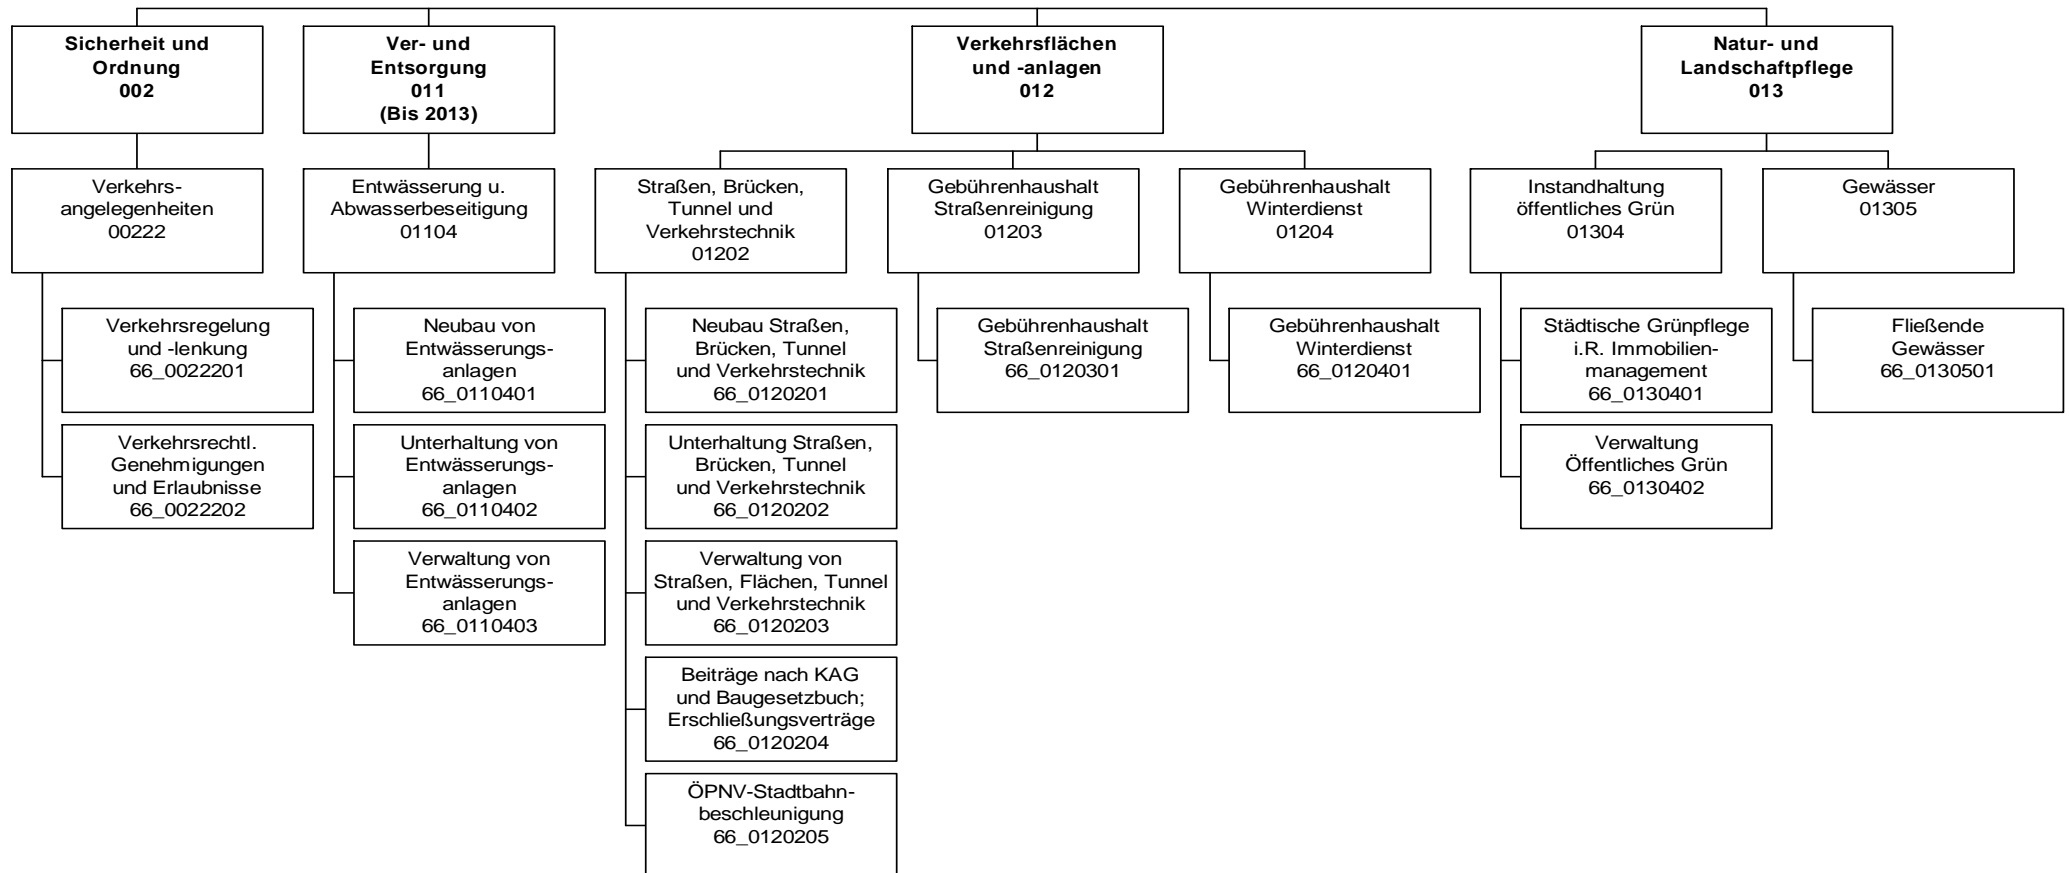 Sicherheit und
Ordnung
002
Ver- und
Entsorgung
011
(Bis 2013)
Verkehrsflächen
und -anlagen
012
Natur- und
Landschaftpflege
013
Verkehrs-
angelegenheiten
00222
Entwässerung u.
Abwasserbeseitigung
01104
Straßen, Brücken,
Tunnel und
Verkehrstechnik
01202
Gebührenhaushalt
Straßenreinigung
01203
Gebührenhaushalt
Winterdienst
01204
Instandhaltung
öffentliches Grün
01304
Gewässer
01305
Verkehrsregelung
und -lenkung
66_0022201
Verkehrsrechtl.
Genehmigungen
und Erlaubnisse
66_0022202
Neubau von
Entwässerungs-
anlagen
66_0110401
Unterhaltung von
Entwässerungs-
anlagen
66_0110402
Verwaltung von
Entwässerungs-
anlagen
66_0110403
Neubau Straßen,
Brücken, Tunnel
und Verkehrstechnik
66_0120201
Unterhaltung Straßen,
Brücken, Tunnel
und Verkehrstechnik
66_0120202
Verwaltung von
Straßen, Flächen, Tunnel
und Verkehrstechnik
66_0120203
Beiträge nach KAG
und Baugesetzbuch;
Erschließungsverträge
66_0120204
ÖPNV-Stadtbahn-
beschleunigung
66_0120205
Gebührenhaushalt
Straßenreinigung
66_0120301
Gebührenhaushalt
Winterdienst
66_0120401
Städtische Grünpflege
i.R. Immobilien-
management
66_0130401
Verwaltung
Öffentliches Grün
66_0130402
Fließende
Gewässer
66_0130501